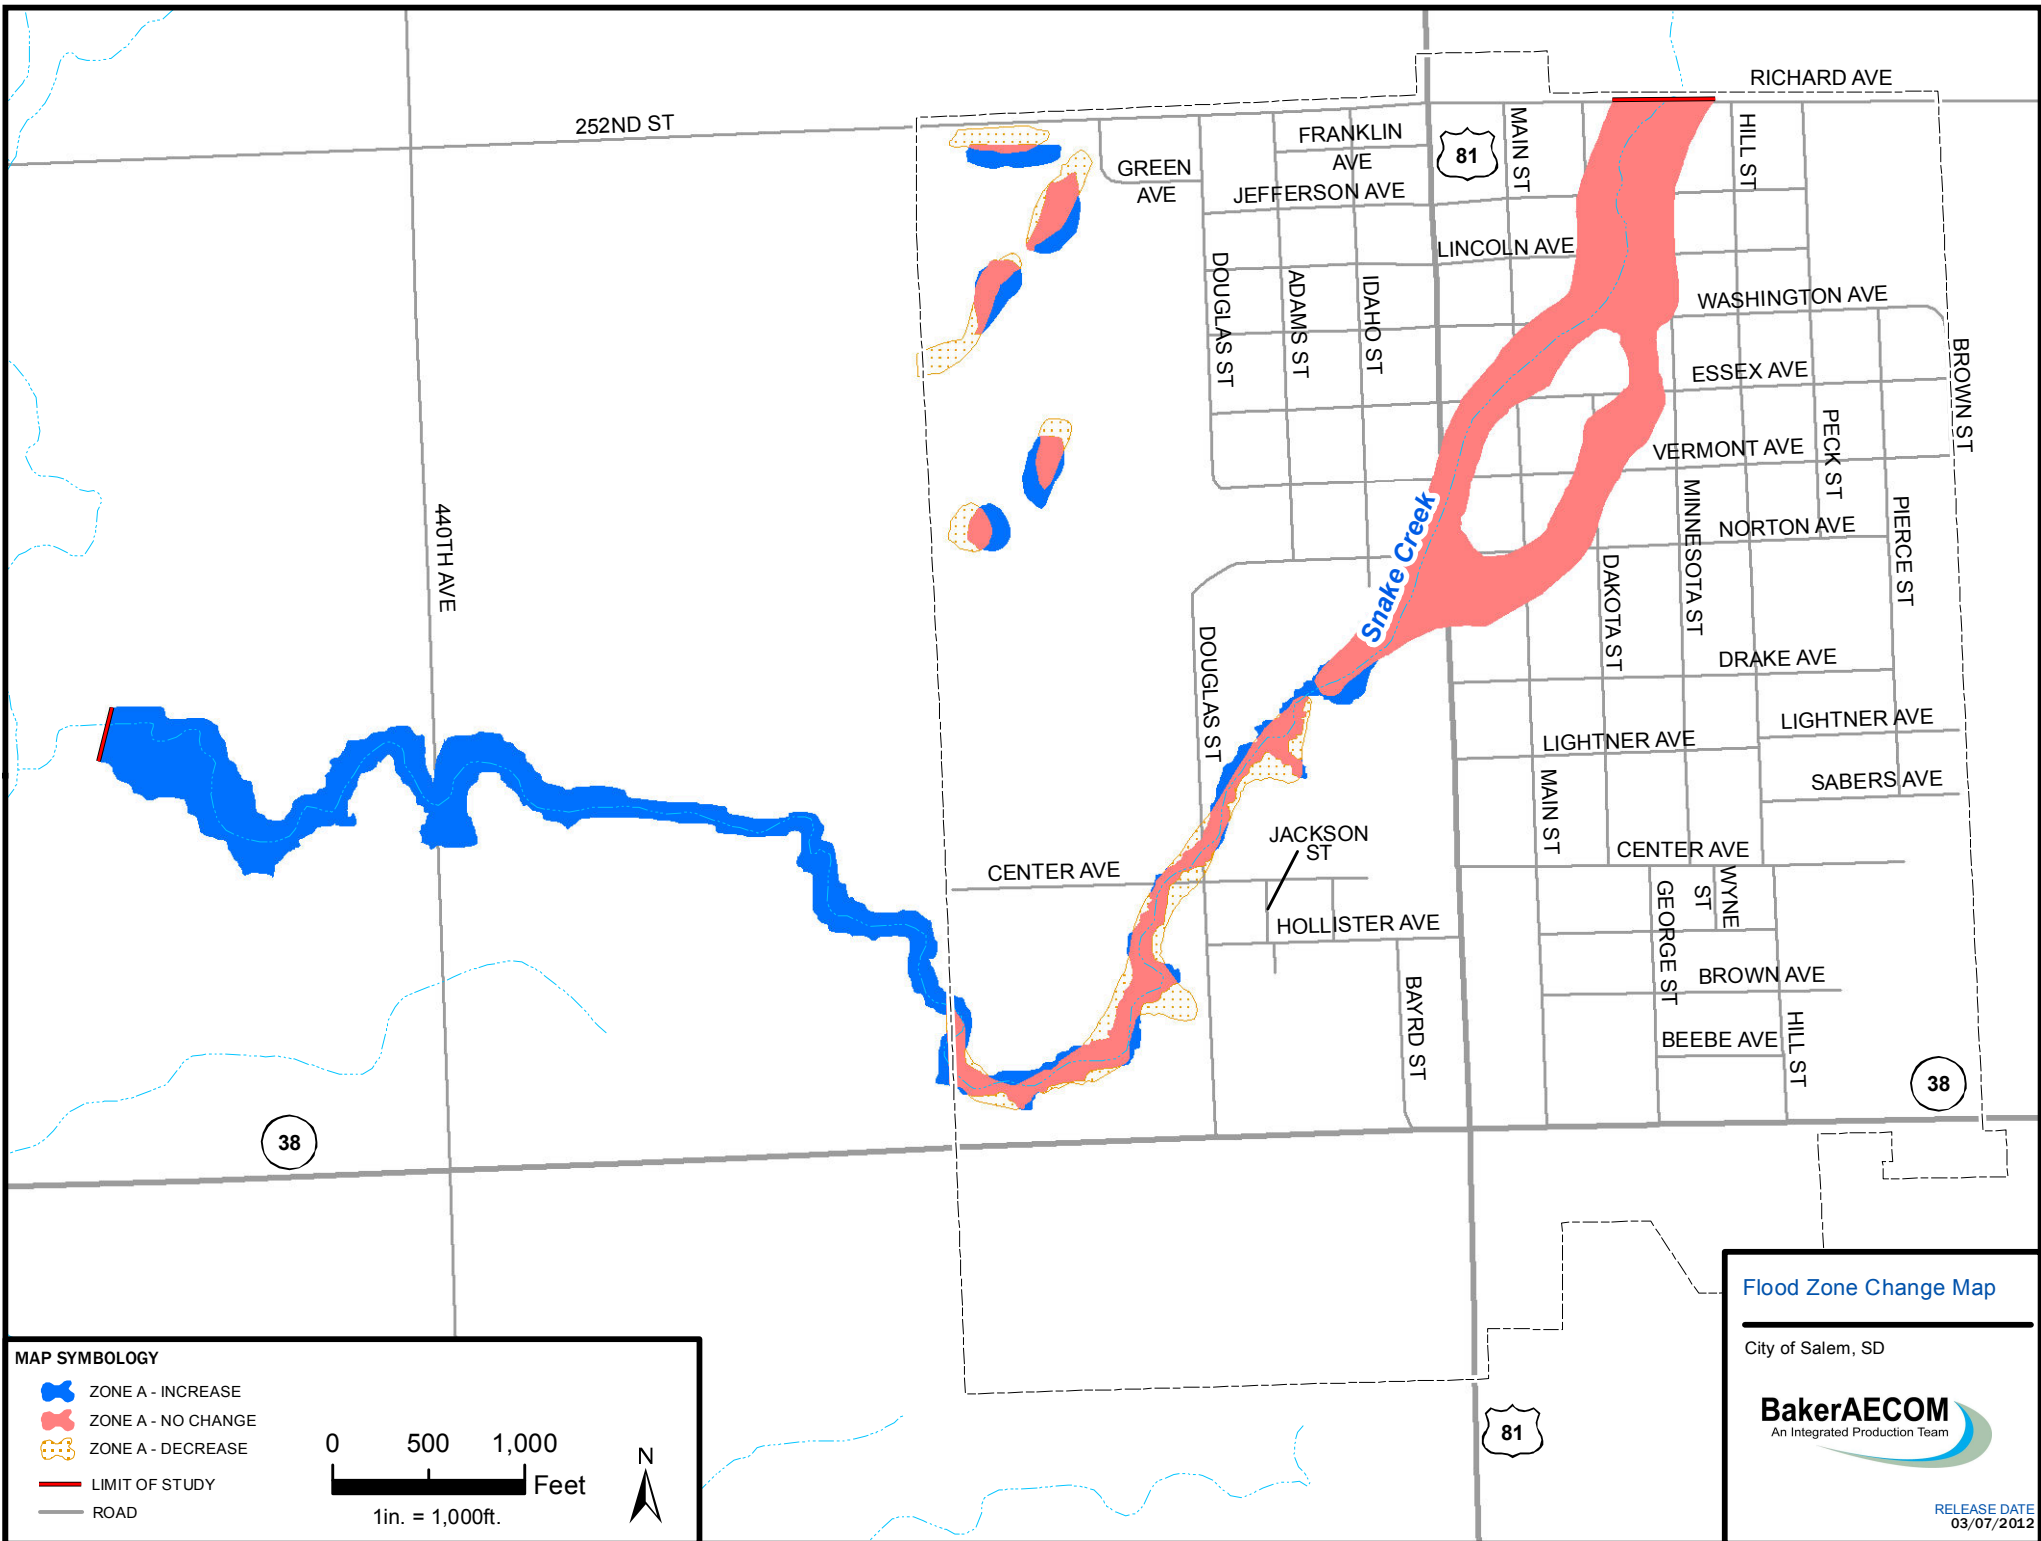 RICHARD AVE
252ND ST
FRANKLIN
AVE
81
MAIN ST
HILL ST
GREEN
AVE
JEFFERSON AVE
LINCOLN AVE
DOUGLAS ST
ADAMS ST
IDAHO ST
WASHINGTON AVE
BROWN ST
ESSEX AVE
PECK ST
VERMONT AVE
MINNESOTA ST
Snake Creek
440TH AVE
NORTON AVE
PIERCE ST
DAKOTA ST
DOUGLAS ST
DRAKE AVE
LIGHTNER AVE
LIGHTNER AVE
SABERS AVE
MAIN ST
JACKSON
ST
CENTER AVE
CENTER AVE
GEORGE ST
WYNE
ST
HOLLISTER AVE
BROWN AVE
BAYRD ST
HILL ST
BEEBE AVE
38
38
Flood Zone Change Map
City of Salem, SD
BakerAECOM
An Integrated Production Team
RELEASE DATE
03/07/2012
81
MAP SYMBOLOGY
ZONE A - INCREASE
ZONE A - NO CHANGE
ZONE A - DECREASE
LIMIT OF STUDY
ROAD
0 500 1,000
Feet
1in. = 1,000ft.
N